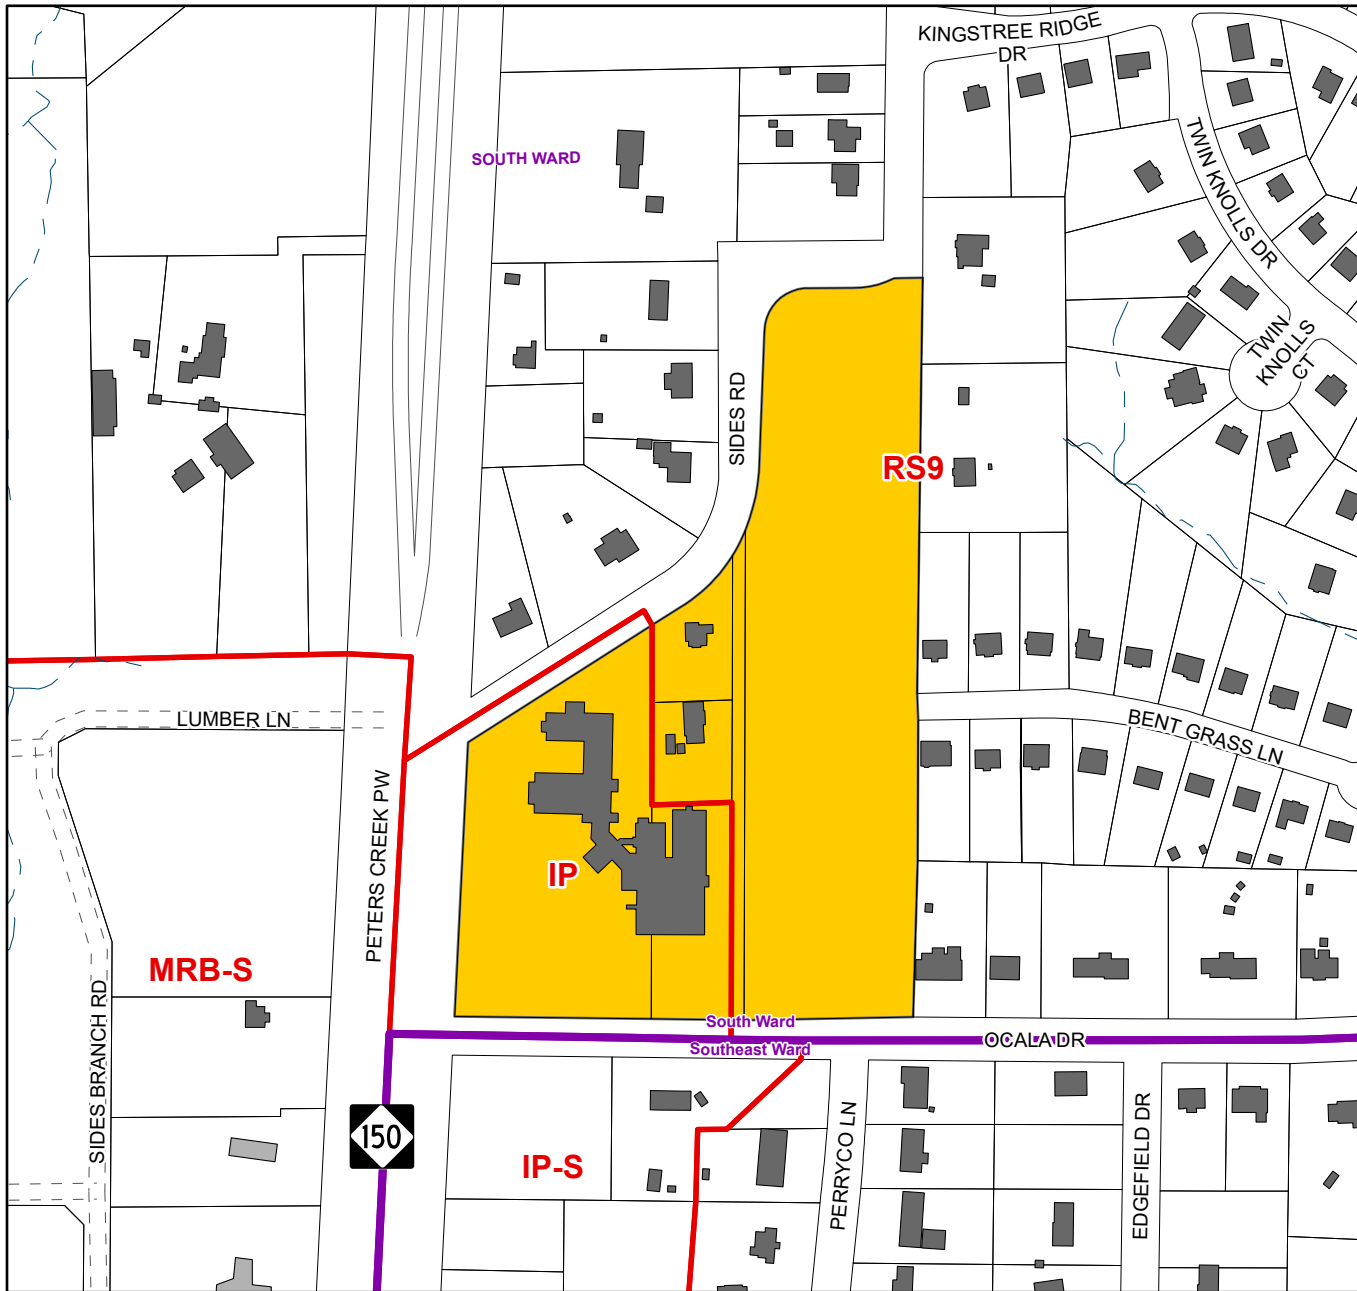 KINGSTREE RIDGE
DR
TWIN KNOLLS DR
SOUTH WARD
TWIN
KNOLLS
CT
SIDES RD
RS9
LUMBER LN
BENT GRASS LN
PETERS CREEK PW
IP
MRB-S
SIDES BRANCH RD
South Ward
OCALA DR
Southeast Ward
150
IP-S
PERRYCO LN
EDGEFIELD DR